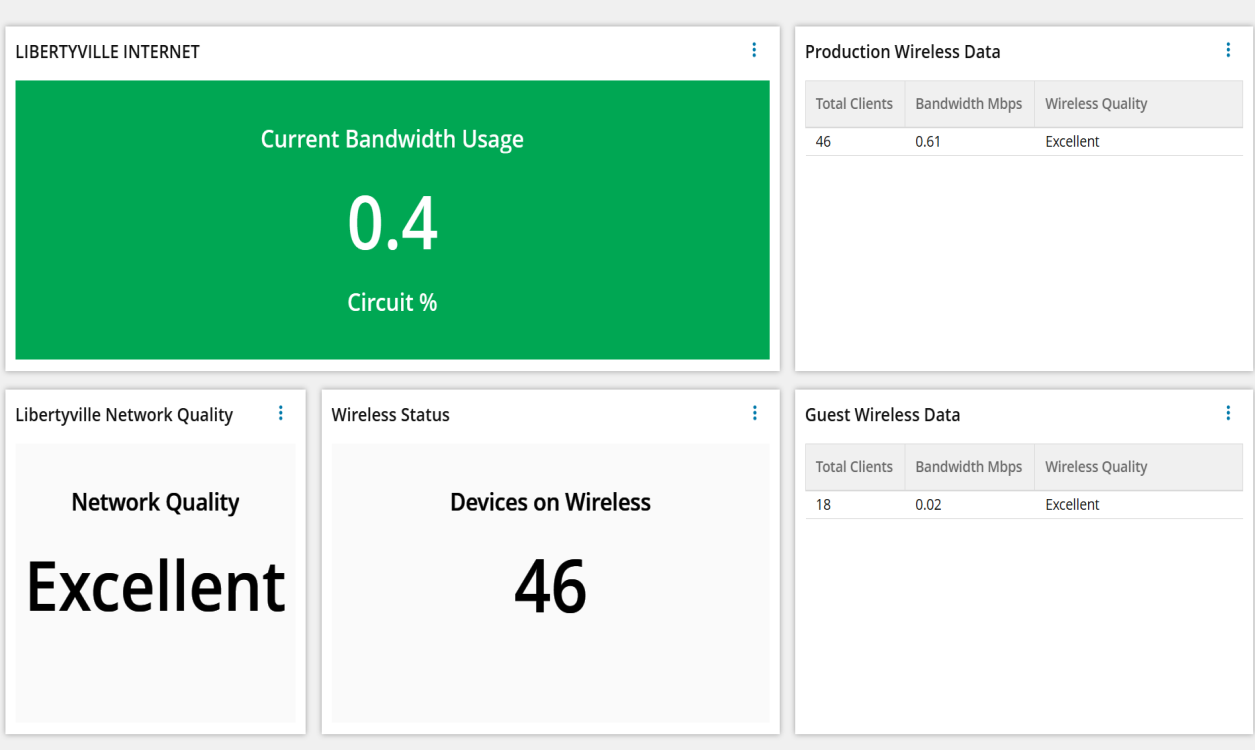 LIBERTYVILLE INTERNET
Current Bandwidth Usage
0.4
Circuit %
Production Wireless Data
Total Clients Bandwidth Mbps Wireless Quality
46 0.61 Excellent
Libertyville Network Quality
Network Quality
Excellent
Wireless Status
Devices on Wireless
46
Guest Wireless Data
Total Clients Bandwidth Mbps Wireless Quality
18 0.02 Excellent